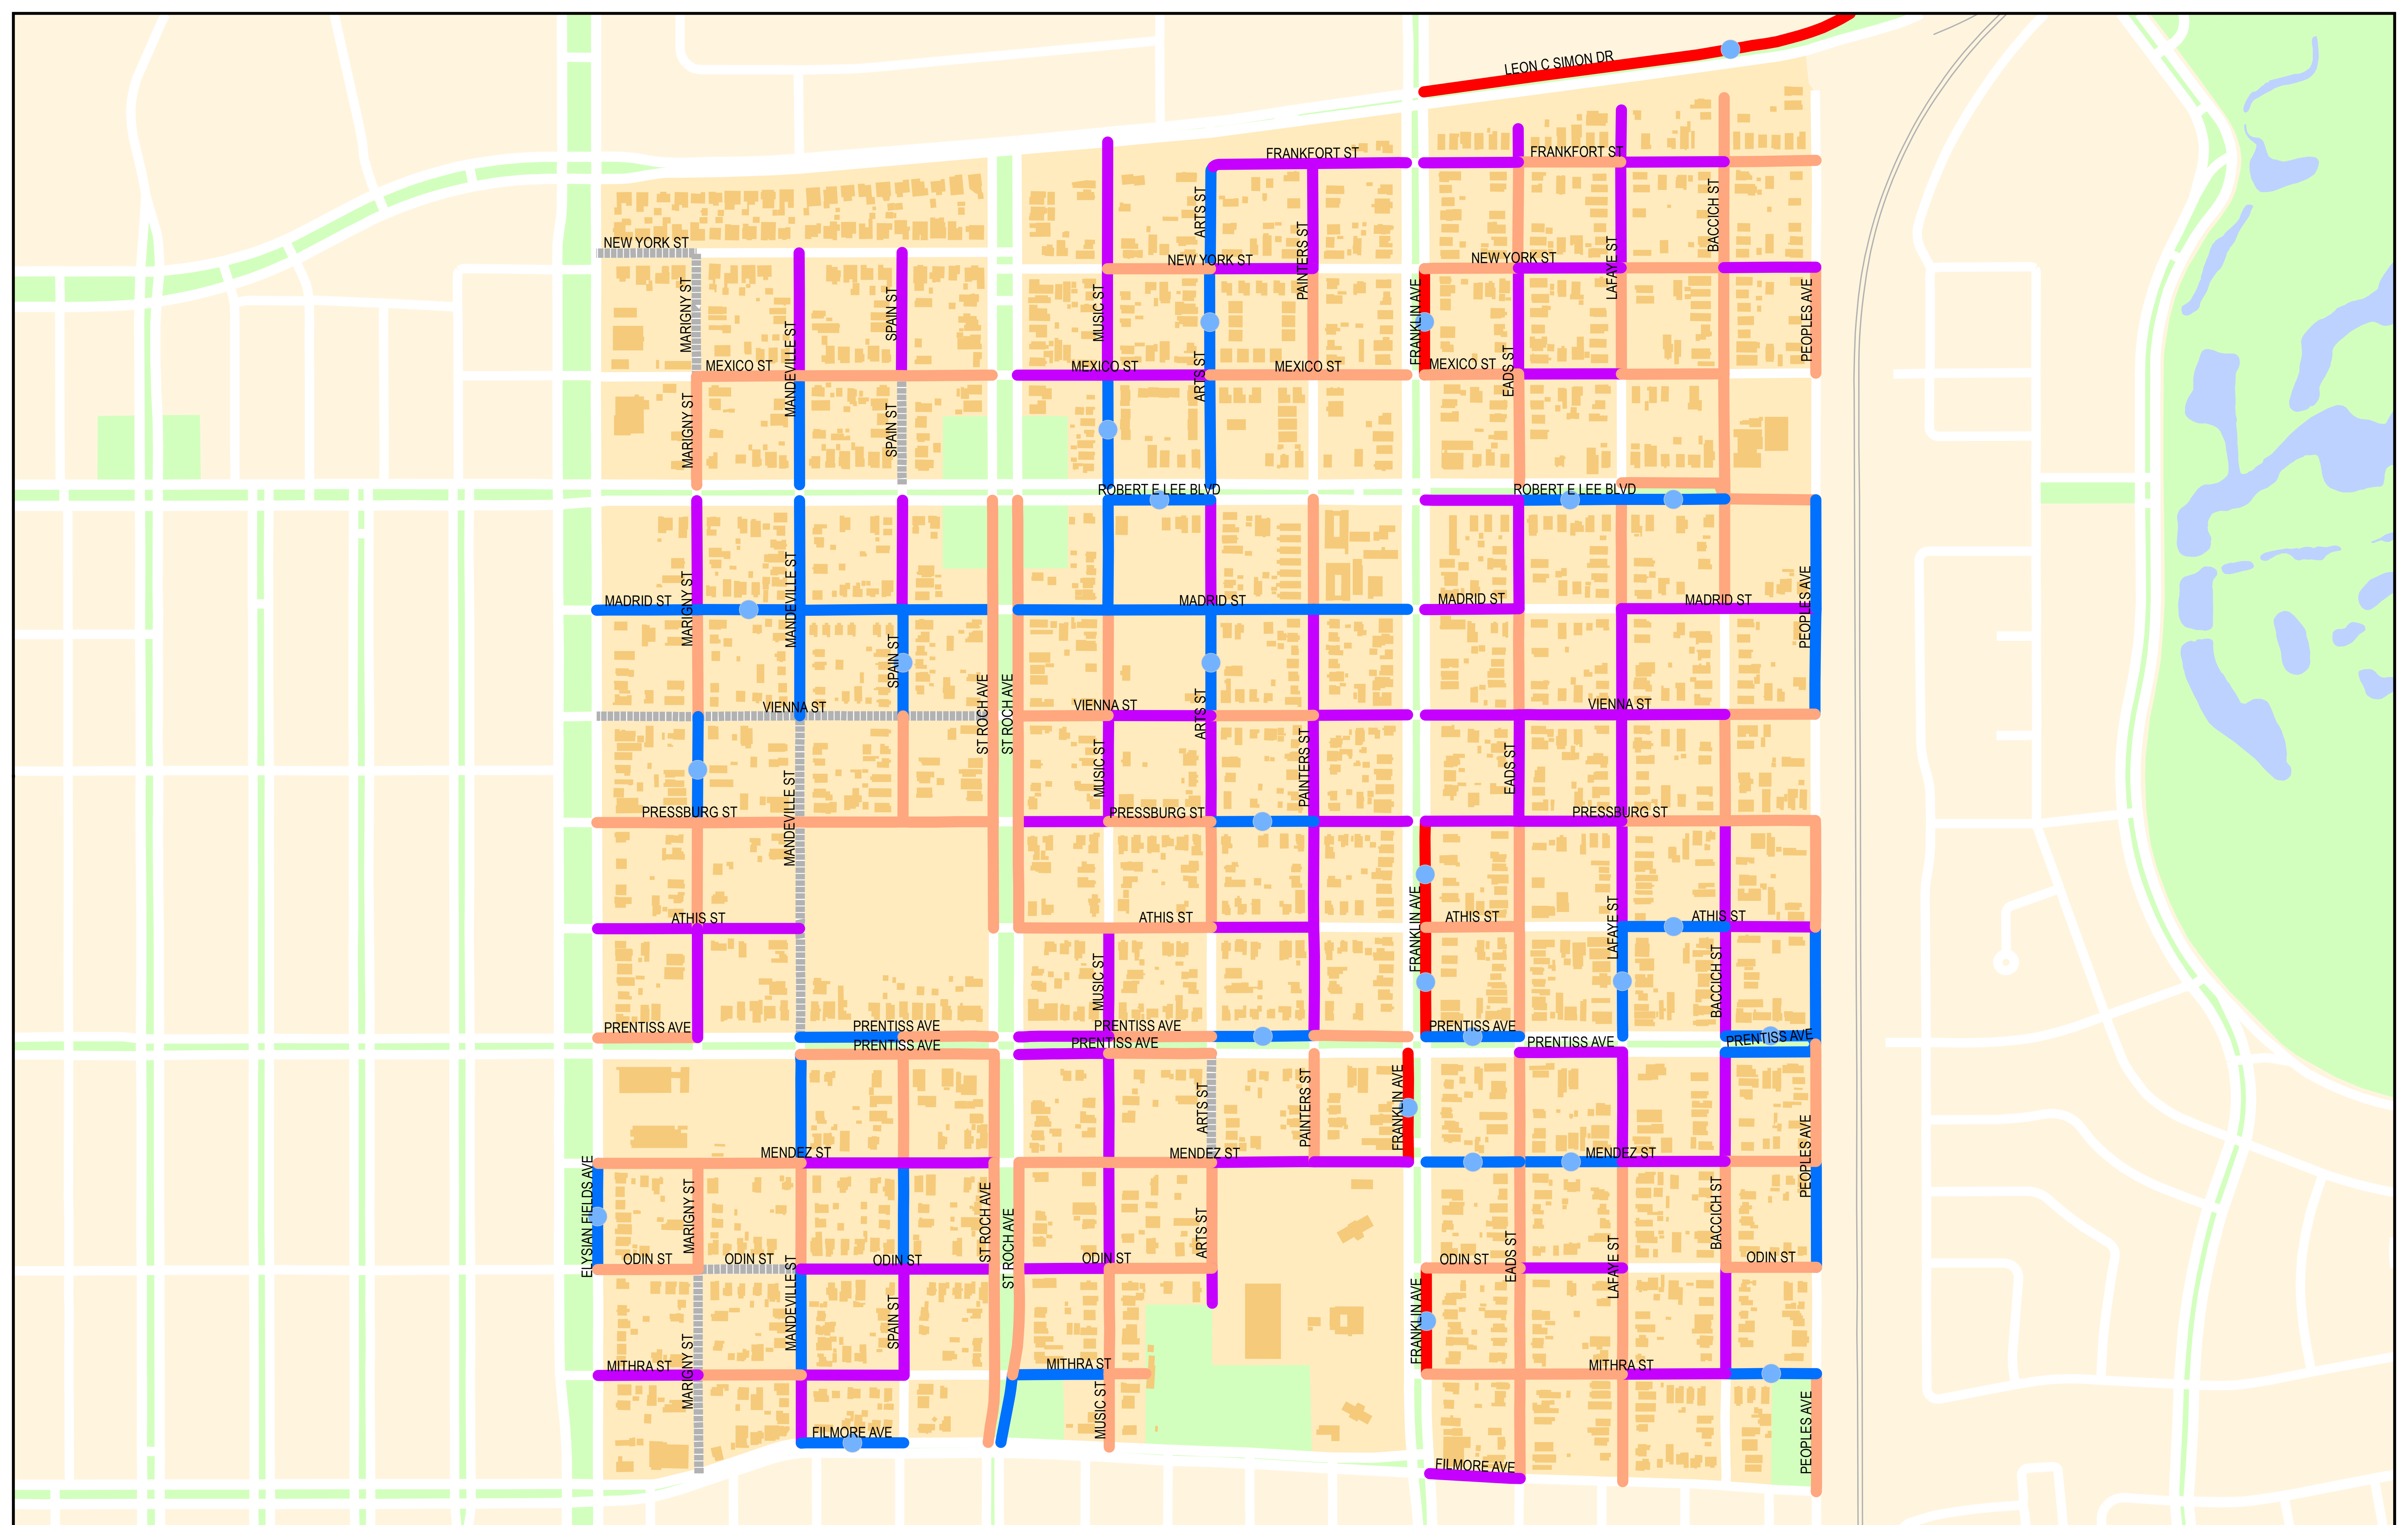 LEON C SIMON DR
FRANKFORT ST
FRANKFORT ST
ARTS ST
BACCICH ST
NEW YORK ST
PAINTERS ST
LAFAYE ST
NEW YORK ST
NEW YORK ST
MARIGNY ST
MANDEVILLE ST
SPAIN ST
MUSIC ST
FRANKLIN AVE
PEOPLES AVE
MEXICO ST
MEXICO ST
ARTS ST
MEXICO ST
MEXICO ST
EADS ST
MARIGNY ST
SPAIN ST
ROBERT E LEE BLVD
ROBERT E LEE BLVD
MADRID ST
MARIGNY ST
MANDEVILLE ST
MADRID ST
MADRID ST
MADRID ST
PEOPLES AVE
SPAIN ST
VIENNA ST
ST ROCH AVE
ST ROCH AVE
VIENNA ST
ARTS ST
VIENNA ST
MANDEVILLE ST
MUSIC ST
PAINTERS ST
EADS ST
PRESSBURG ST
PRESSBURG ST
PRESSBURG ST
ATHIS ST
ATHIS ST
FRANKLIN AVE
ATHIS ST
LAFAYE ST
ATHIS ST
MUSIC ST
BACCICH ST
PRENTISS AVE
PRENTISS AVE
PRENTISS AVE
PRENTISS AVE
PRENTISS AVE
PRENTISS AVE
PRENTISS AVE
PRENTISS AVE
ARTS ST
PAINTERS ST
FRANKLIN AVE
PEOPLES AVE
MENDEZ ST
MENDEZ ST
MENDEZ ST
ELYSIAN FIELDS AVE
MARIGNY ST
ST ROCH AVE
ST ROCH AVE
ARTS ST
EADS ST
LAFAYE ST
BACCICH ST
ODIN ST
ODIN ST
MANDEVILLE ST
ODIN ST
ODIN ST
ODIN ST
ODIN ST
SPAIN ST
FRANKLIN AVE
MITHRA ST
MARIGNY ST
MITHRA ST
MUSIC ST
MITHRA ST
PEOPLES AVE
FILMORE AVE
FILMORE AVE